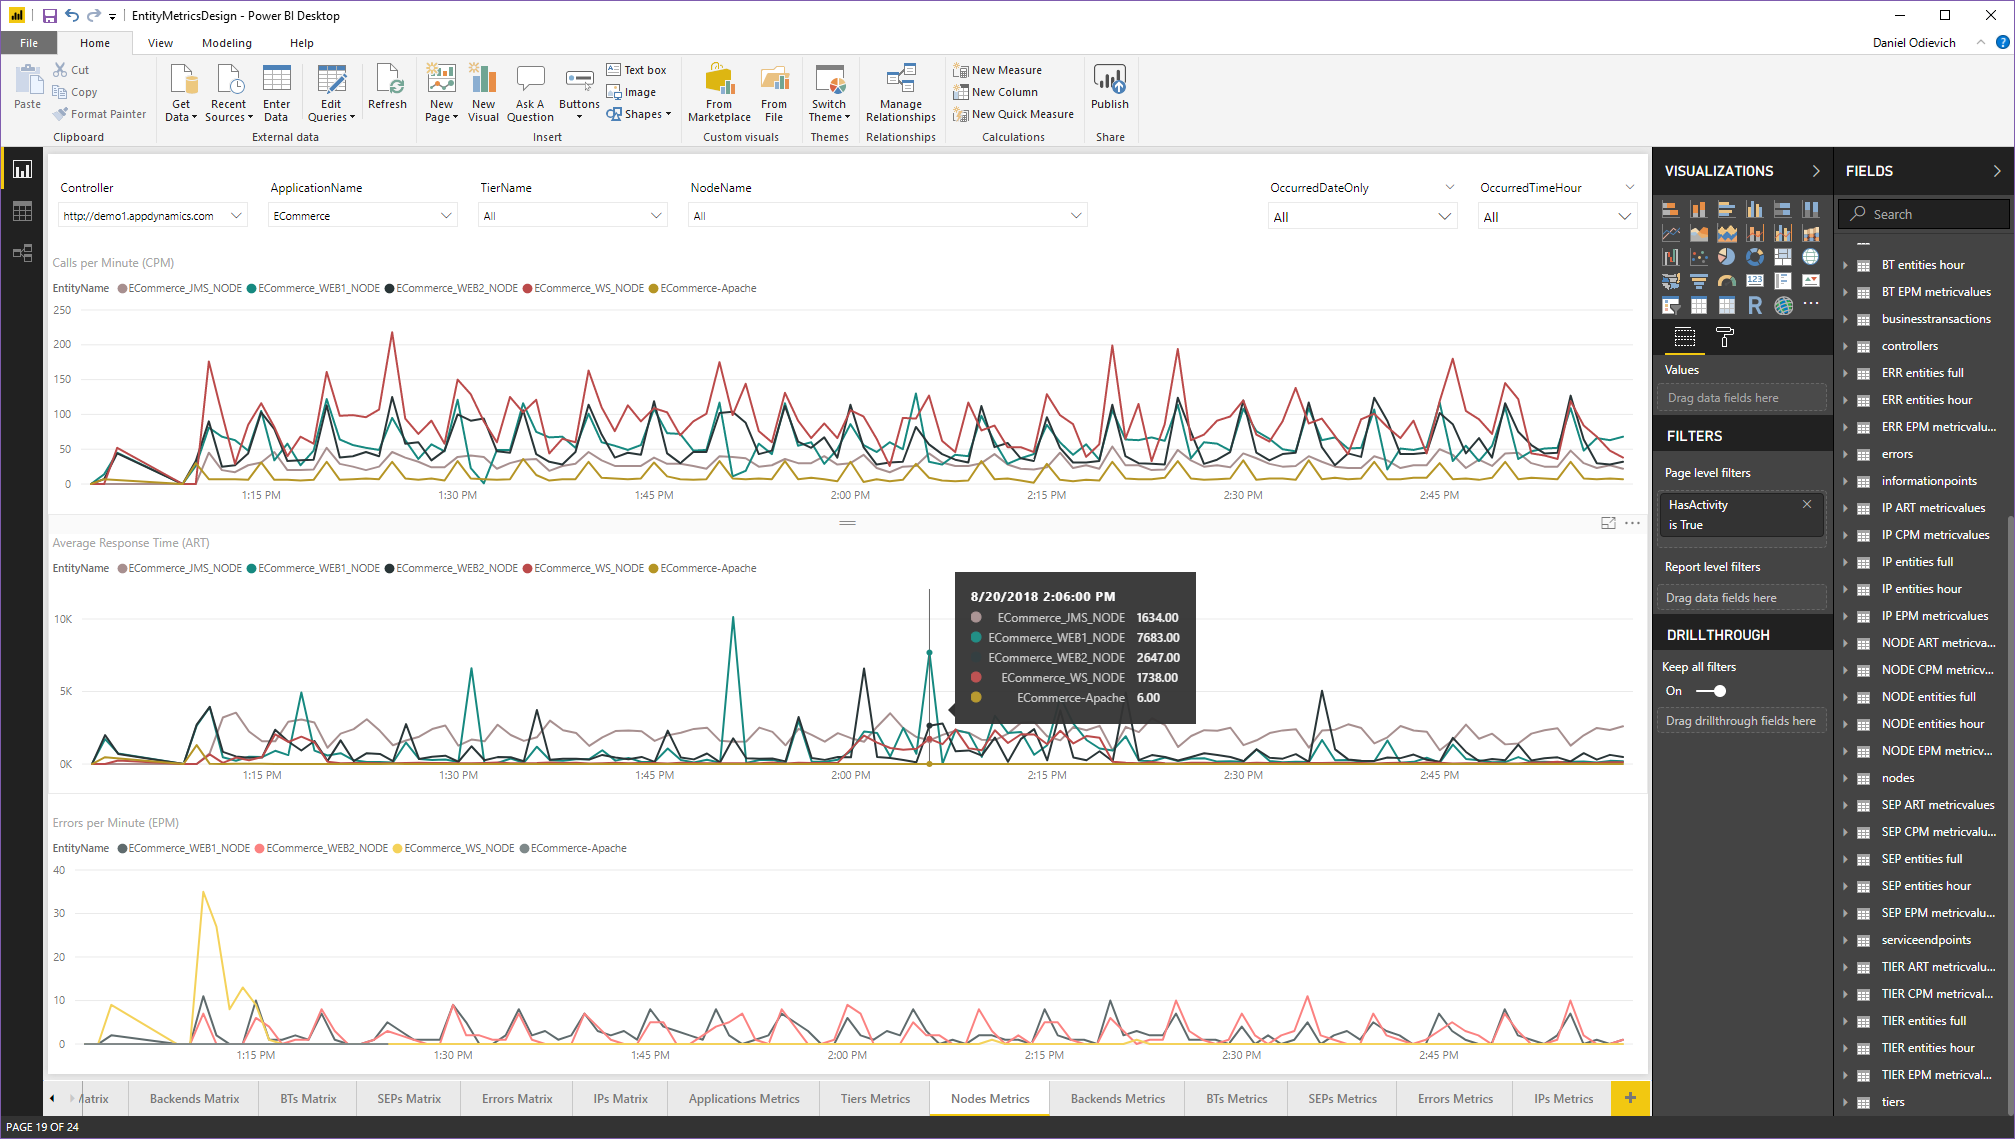 EntityMetricsDesign - Power BI Desktop
File Home View Modeling Help
Daniel Odievich
Paste
Cut
Copy
Format Painter
Clipboard
Get Data
Recent Sources
Enter Data
Edit Queries
Refresh
External data
New Page
New Visual
Ask A Question
Buttons
Text box
Image
Shapes
Insert
From Marketplace
From File
Custom visuals
Switch Theme
Themes
Manage Relationships
Relationships
New Measure
New Column
New Quick Measure
Calculations
Publish
Share
Controller
http://demo1.appdynamics.com
ApplicationName
ECommerce
TierName
All
NodeName
All
OccurredDateOnly
All
OccurredTimeHour
All
Calls per Minute (CPM)
EntityName ECommerce_JMS_NODE ECommerce_WEB1_NODE ECommerce_WEB2_NODE ECommerce_WS_NODE ECommerce-Apache
250
200
150
100
50
0
1:15 PM 1:30 PM 1:45 PM 2:00 PM 2:15 PM 2:30 PM 2:45 PM
Average Response Time (ART)
EntityName ECommerce_JMS_NODE ECommerce_WEB1_NODE ECommerce_WEB2_NODE ECommerce_WS_NODE ECommerce-Apache
10K
5K
0K
1:15 PM 1:30 PM 1:45 PM 2:00 PM 2:15 PM 2:30 PM 2:45 PM
8/20/2018 2:06:00 PM
ECommerce_JMS_NODE 1634.00
ECommerce_WEB1_NODE 7683.00
ECommerce_WEB2_NODE 2647.00
ECommerce_WS_NODE 1738.00
ECommerce-Apache 6.00
Errors per Minute (EPM)
EntityName ECommerce_WEB1_NODE ECommerce_WEB2_NODE ECommerce_WS_NODE ECommerce-Apache
40
30
20
10
0
1:15 PM 1:30 PM 1:45 PM 2:00 PM 2:15 PM 2:30 PM 2:45 PM
Backends Matrix BTs Matrix SEPs Matrix Errors Matrix IPs Matrix Applications Metrics Tiers Metrics Nodes Metrics Backends Metrics BTs Metrics SEPs Metrics Errors Metrics IPs Metrics +
PAGE 19 OF 24
VISUALIZATIONS
123
R
Values
Drag data fields here
FILTERS
Page level filters
HasActivity
is True
Report level filters
Drag data fields here
DRILLTHROUGH
Keep all filters
On
Drag drillthrough fields here
FIELDS
Search
BT entities hour
BT EPM metricvalues
businesstransactions
controllers
ERR entities full
ERR entities hour
ERR EPM metricvalu...
errors
informationpoints
IP ART metricvalues
IP CPM metricvalues
IP entities full
IP entities hour
IP EPM metricvalues
NODE ART metricva...
NODE CPM metricv...
NODE entities full
NODE entities hour
NODE EPM metricv...
nodes
SEP ART metricvalues
SEP CPM metricvalu...
SEP entities full
SEP entities hour
SEP EPM metricvalu...
serviceendpoints
TIER ART metricvalu...
TIER CPM metricval...
TIER entities full
TIER entities hour
TIER EPM metricval...
tiers